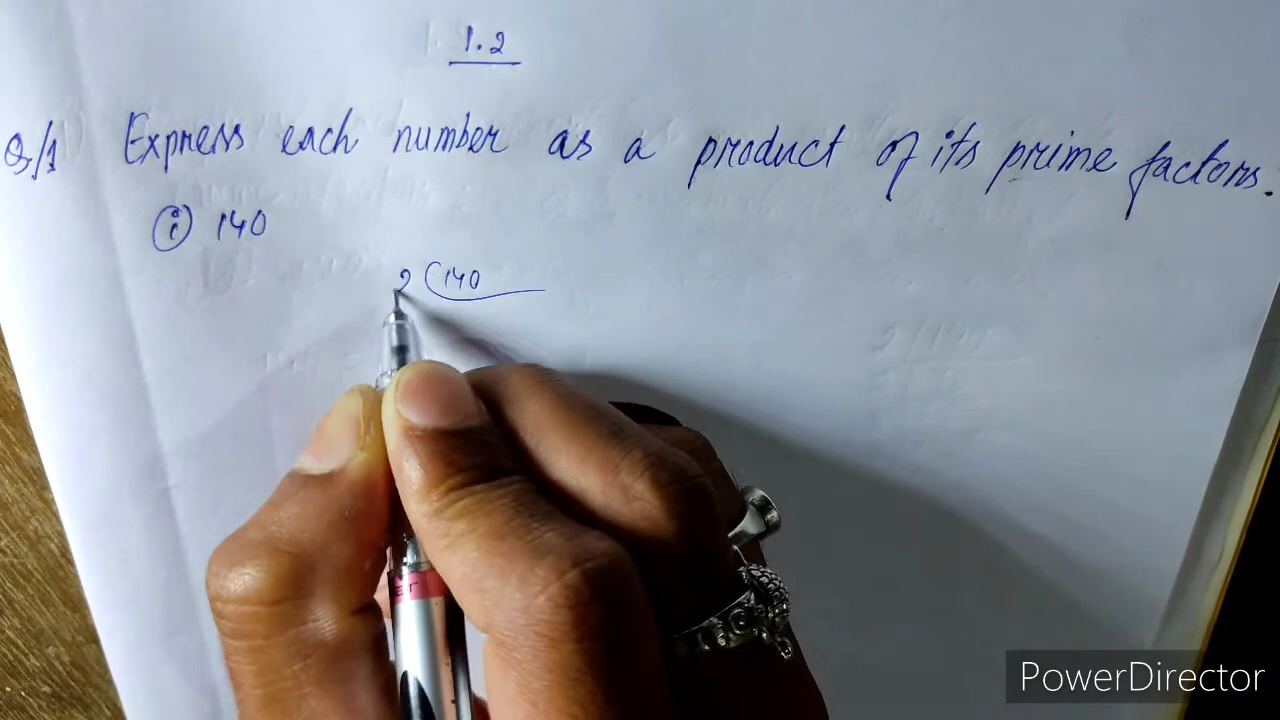 1.2
Q/1 Express each number as a product of its prime factors.
(i) 140
2 140
PowerDirector